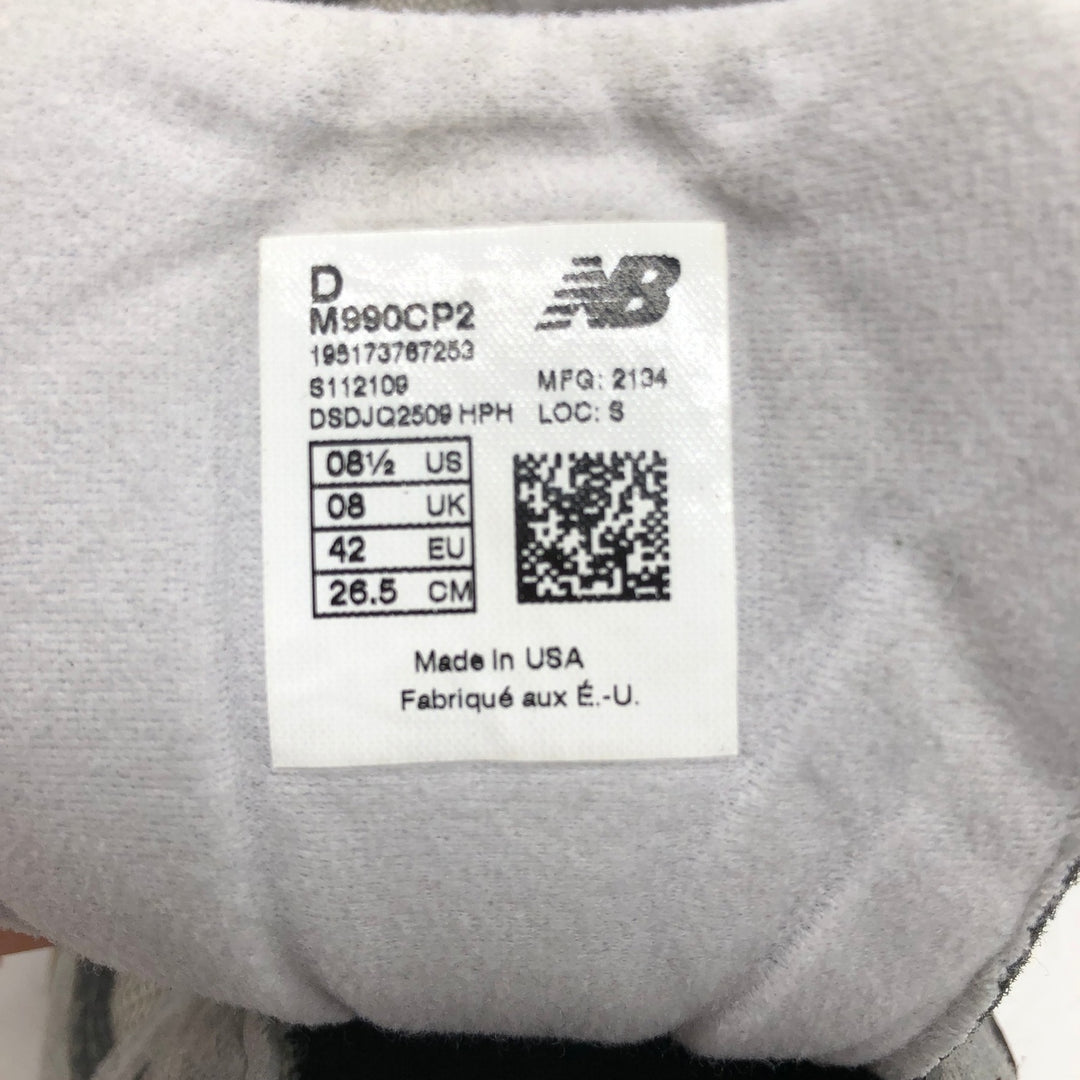 D
M990CP2
NB
195173767253
S112109
MFG: 2134
DSDJQ2509 HPH
LOC: S
08½ US
08 UK
42 EU
26.5 CM
Made in USA
Fabriqué aux É.-U.